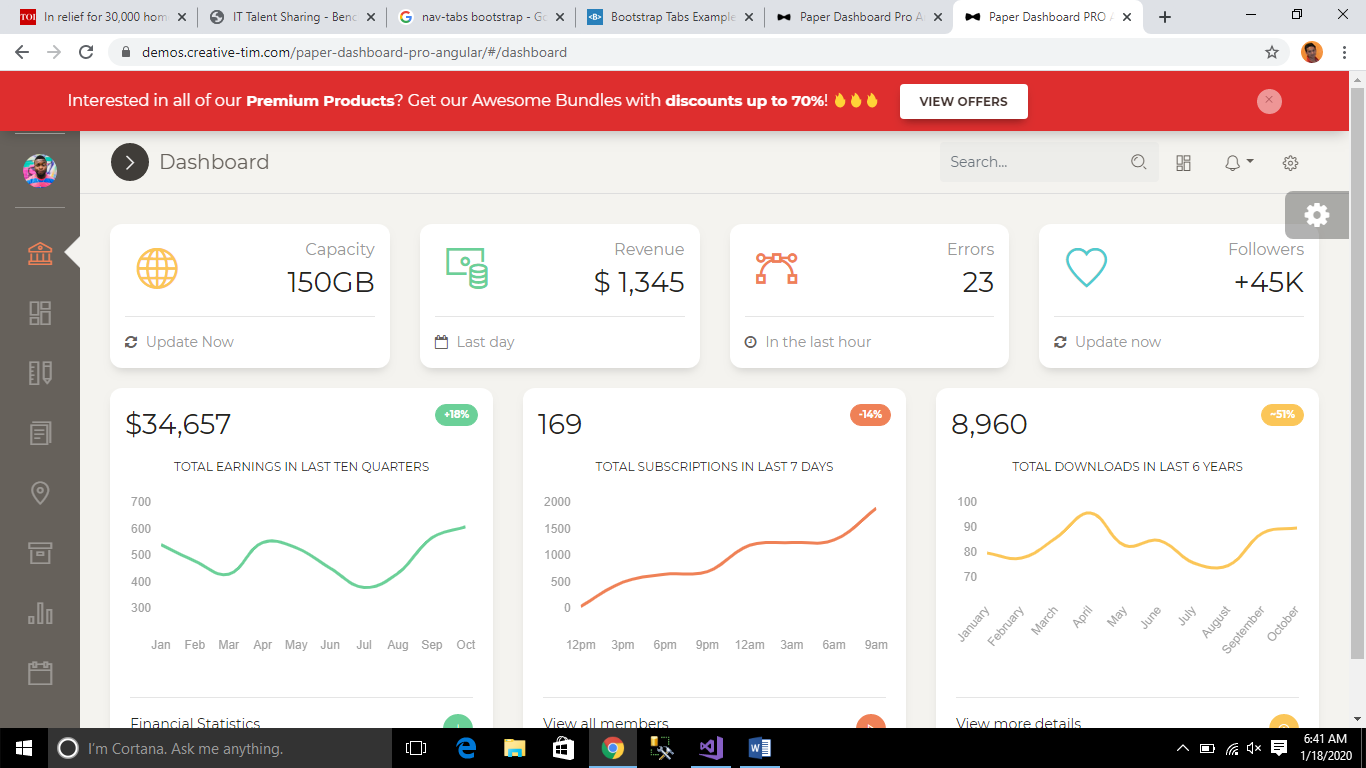 TOI In relief for 30,000 hom
IT Talent Sharing - Benc
nav-tabs bootstrap - Go
<B> Bootstrap Tabs Example
Paper Dashboard Pro A
Paper Dashboard PRO A
demos.creative-tim.com/paper-dashboard-pro-angular/#/dashboard
Interested in all of our Premium Products? Get our Awesome Bundles with discounts up to 70%! 🔥🔥🔥
VIEW OFFERS
Dashboard
Search...
Capacity
150GB
Update Now
Revenue
$ 1,345
Last day
Errors
23
In the last hour
Followers
+45K
Update now
$34,657
+18%
TOTAL EARNINGS IN LAST TEN QUARTERS
700
600
500
400
300
Jan Feb Mar Apr May Jun Jul Aug Sep Oct
Financial Statistics
169
-14%
TOTAL SUBSCRIPTIONS IN LAST 7 DAYS
2000
1500
1000
500
0
12pm 3pm 6pm 9pm 12am 3am 6am 9am
View all members
8,960
~51%
TOTAL DOWNLOADS IN LAST 6 YEARS
100
90
80
70
January February March April May June July August September October
View more details
I'm Cortana. Ask me anything.
6:41 AM
1/18/2020